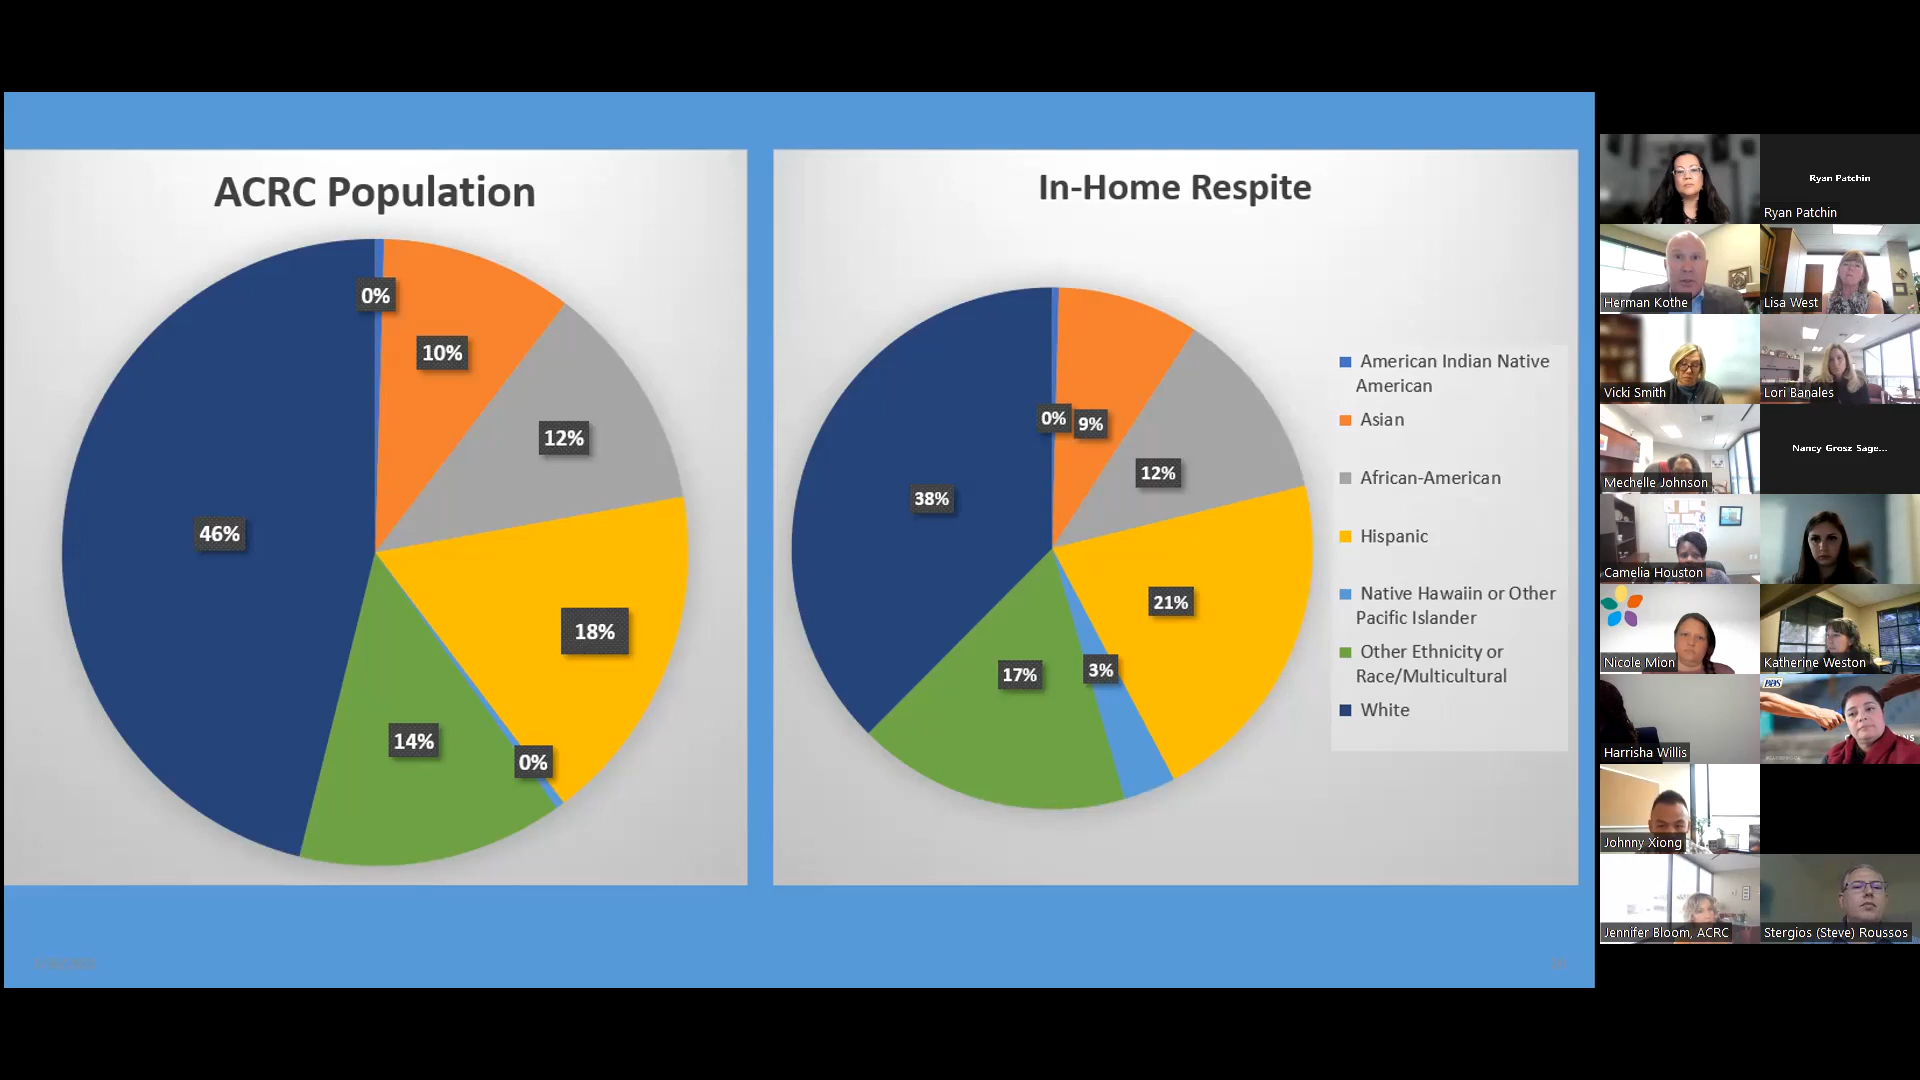 ACRC Population
0%
10%
12%
46%
18%
14%
0%
In-Home Respite
0%
9%
12%
38%
21%
17%
3%
American Indian Native
American
Asian
African-American
Hispanic
Native Hawaiin or Other
Pacific Islander
Other Ethnicity or
Race/Multicultural
White
Ryan Patchin
Ryan Patchin
Herman Kothe
Lisa West
Vicki Smith
Lori Banales
Mechelle Johnson
Nancy Grosz Sage...
Camelia Houston
Nicole Mion
Katherine Weston
Harrisha Willis
Johnny Xiong
Jennifer Bloom, ACRC
Stergios (Steve) Roussos